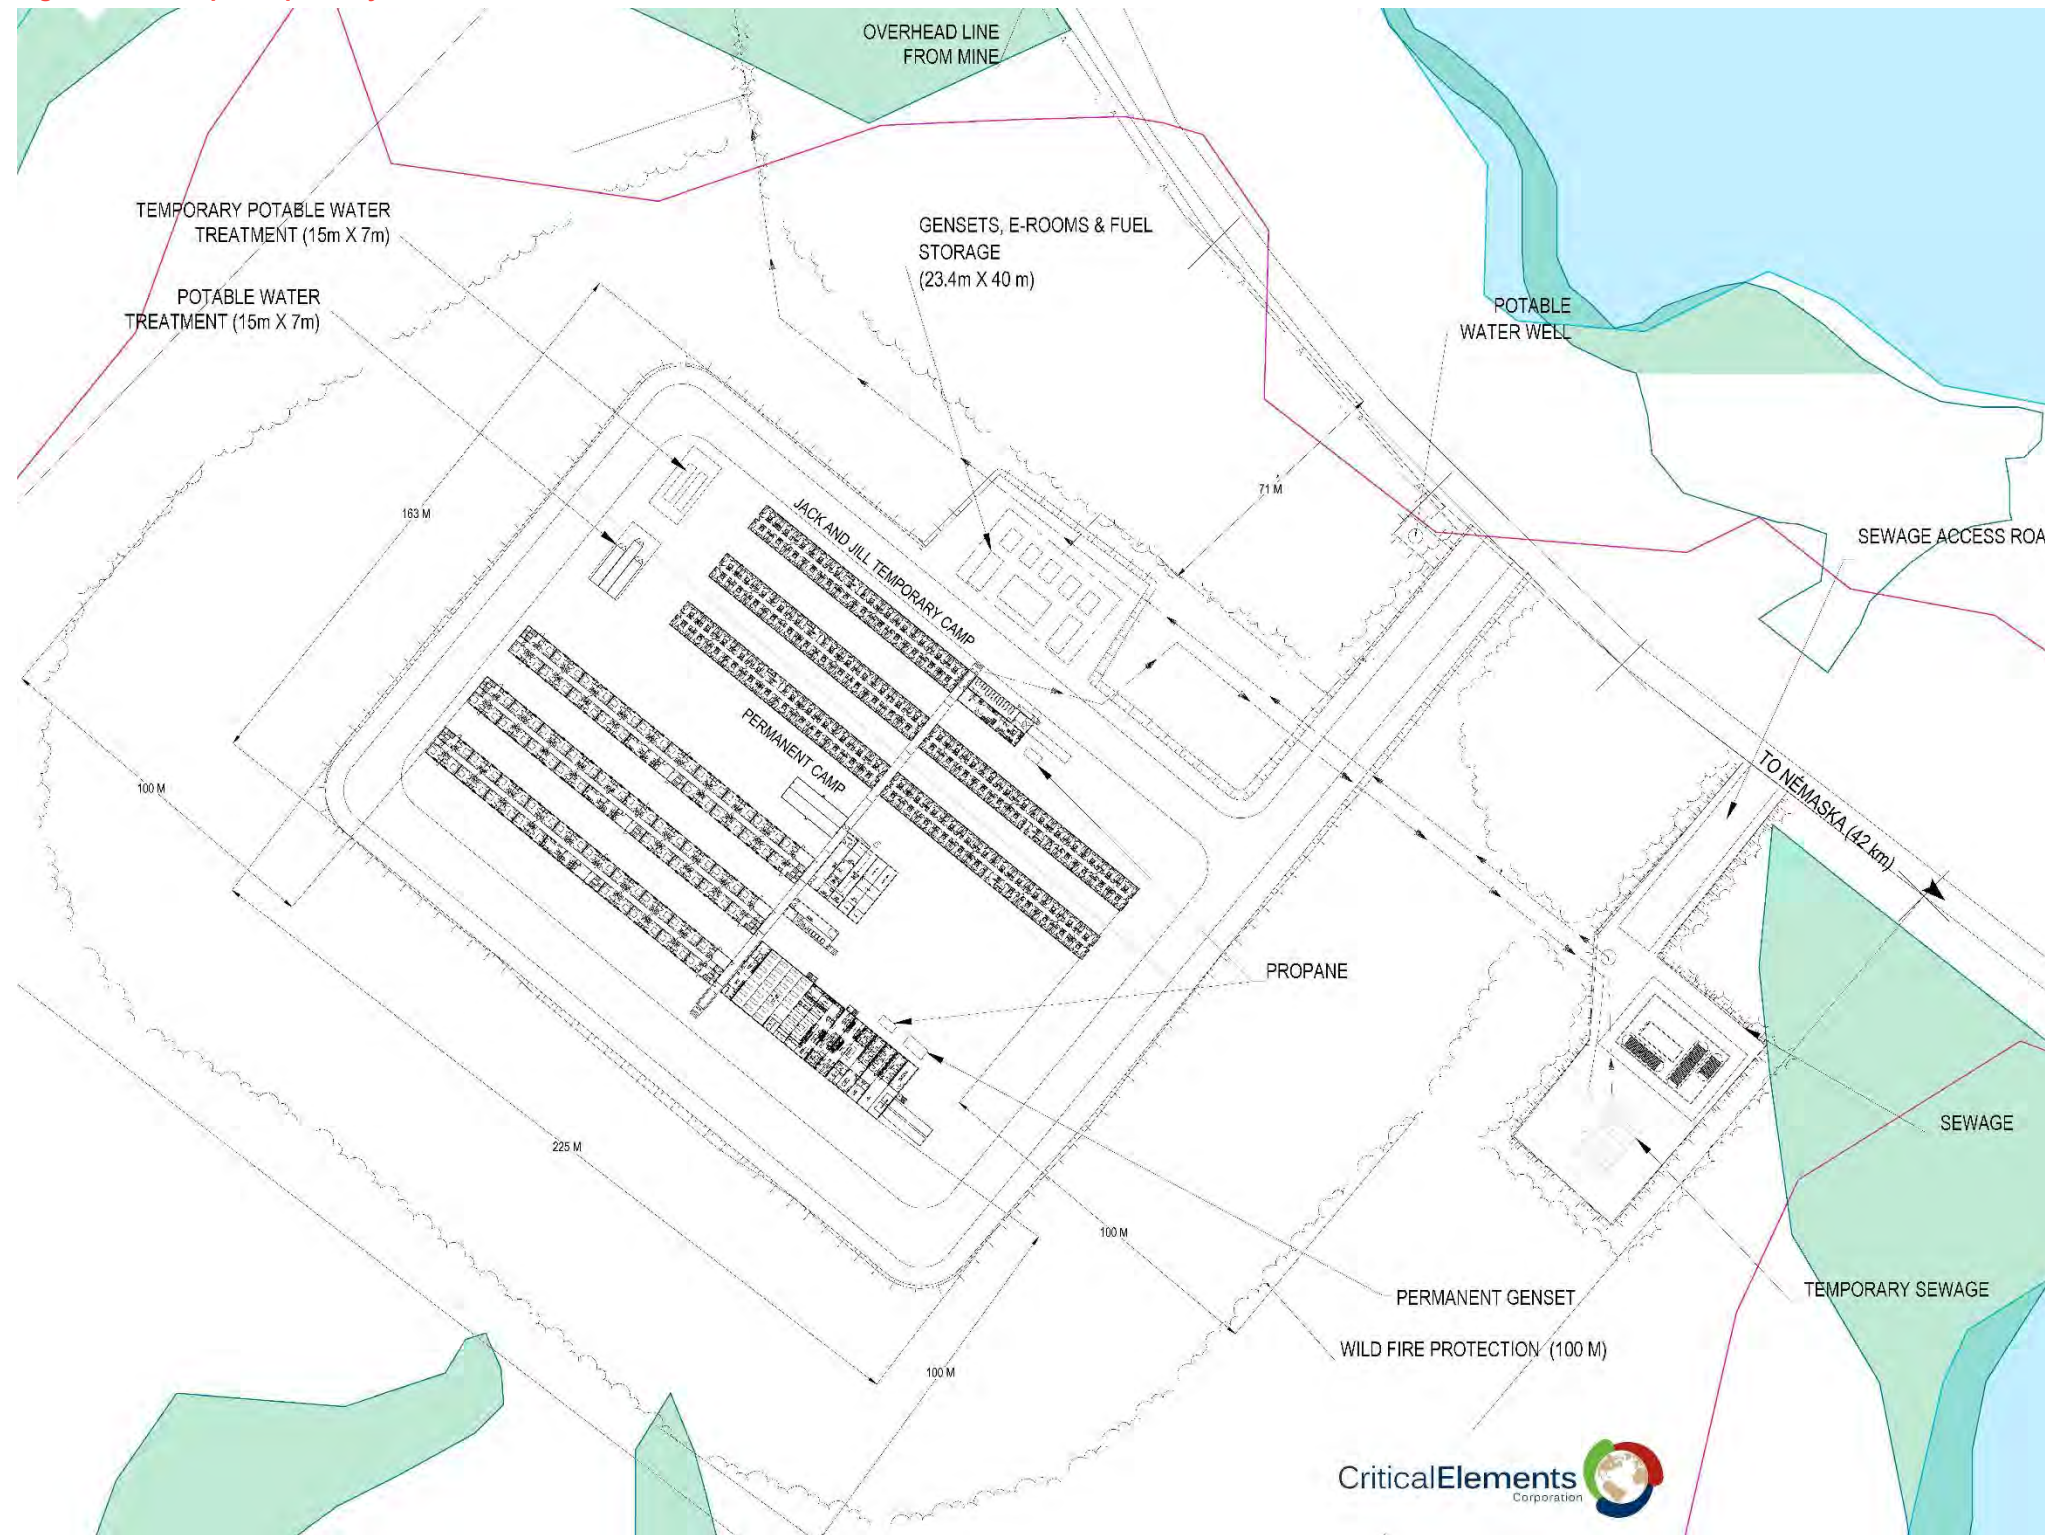 OVERHEAD LINE
FROM MINE
TEMPORARY POTABLE WATER
TREATMENT (15m X 7m)
GENSETS, E-ROOMS & FUEL
STORAGE
(23.4m X 40 m)
POTABLE WATER
TREATMENT (15m X 7m)
POTABLE
WATER WELL
71 M
163 M
JACK AND JILL TEMPORARY CAMP
SEWAGE ACCESS ROA
PERMANENT CAMP
TO NÉMASKA (42 km)
100 M
PROPANE
SEWAGE
225 M
100 M
TEMPORARY SEWAGE
PERMANENT GENSET
WILD FIRE PROTECTION (100 M)
100 M
CriticalElements
Corporation